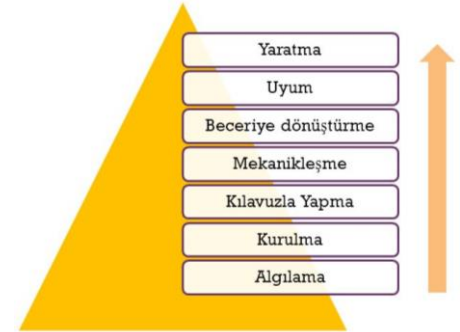 Yaratma
Uyum
Beceriye dönüştürme
Mekanikleşme
Kılavuzla Yapma
Kurulma
Algılama